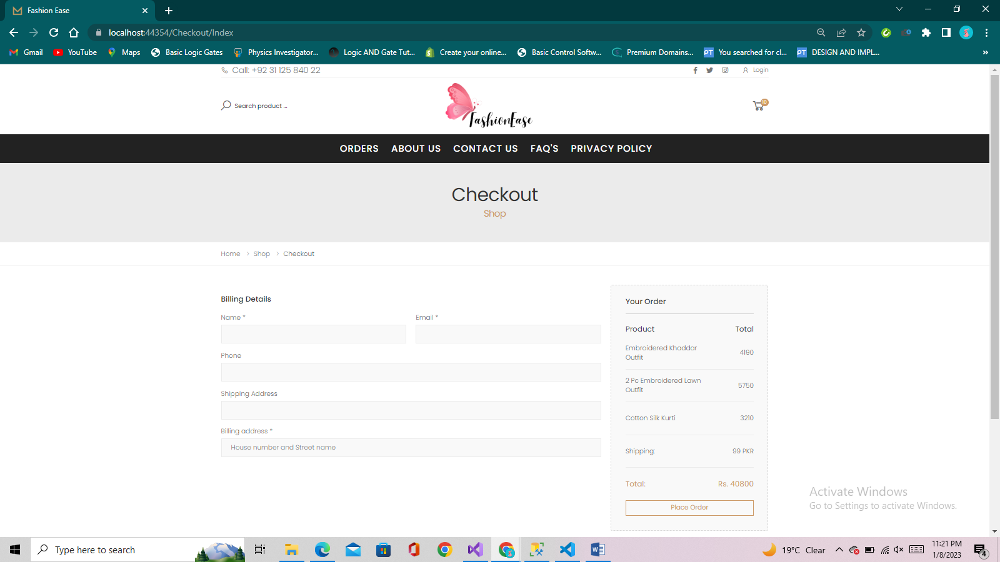 Fashion Ease
localhost:44354/Checkout/Index
Gmail YouTube Maps Basic Logic Gates Physics Investigator... Logic AND Gate Tut... Create your online... Basic Control Softw... Premium Domains... You searched for cl... DESIGN AND IMPL... »
Call: +92 31 125 840 22 Login
Search product ... FashionEase 10
ORDERS ABOUT US CONTACT US FAQ'S PRIVACY POLICY
Checkout
Shop
Home > Shop > Checkout
Billing Details
Name * Email *
Phone
Shipping Address
Billing address *
House number and Street name
Your Order
Product Total
Embroidered Khaddar
Outfit 4190
2 Pc Embroidered Lawn
Outfit 5750
Cotton Silk Kurti 3210
Shipping: 99 PKR
Total: Rs. 40800
Place Order
Activate Windows
Go to Settings to activate Windows.
Type here to search 19°C Clear 11:21 PM
1/8/2023 4